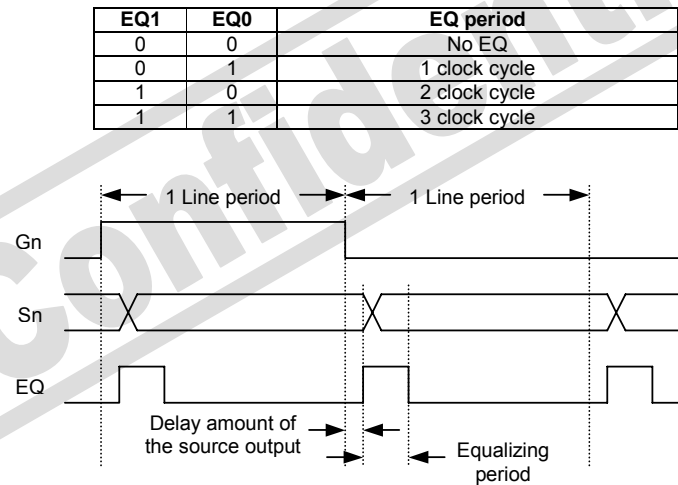 EQ1 EQ0 EQ period
0 0 No EQ
0 1 1 clock cycle
1 0 2 clock cycle
1 1 3 clock cycle
1 Line period 1 Line period
Gn
Sn
EQ
Delay amount of
the source output
Equalizing
period
Confidenti